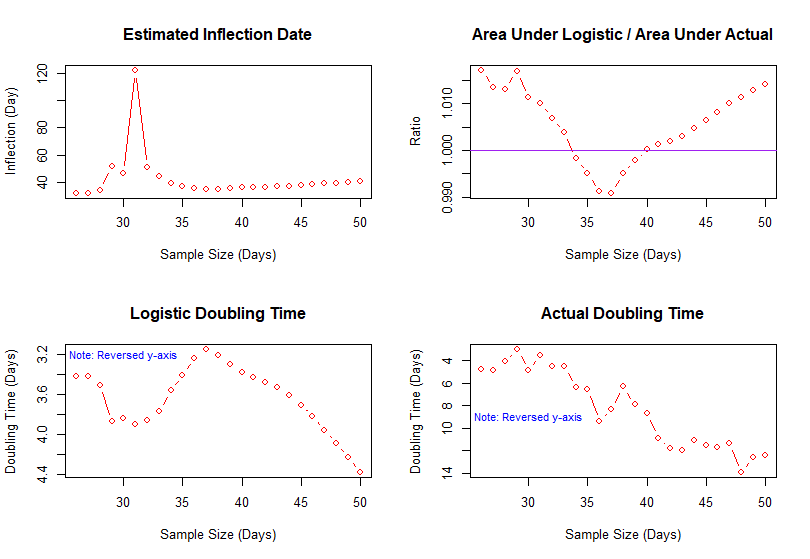 Estimated Inflection Date
Inflection (Day)
120
80
60
40
30
35
40
45
50
Sample Size (Days)
Area Under Logistic / Area Under Actual
Ratio
1.010
1.000
0.990
30
35
40
45
50
Sample Size (Days)
Logistic Doubling Time
Note: Reversed y-axis
Doubling Time (Days)
3.2
3.6
4.0
4.4
30
35
40
45
50
Sample Size (Days)
Actual Doubling Time
Note: Reversed y-axis
Doubling Time (Days)
4
6
8
10
14
30
35
40
45
50
Sample Size (Days)